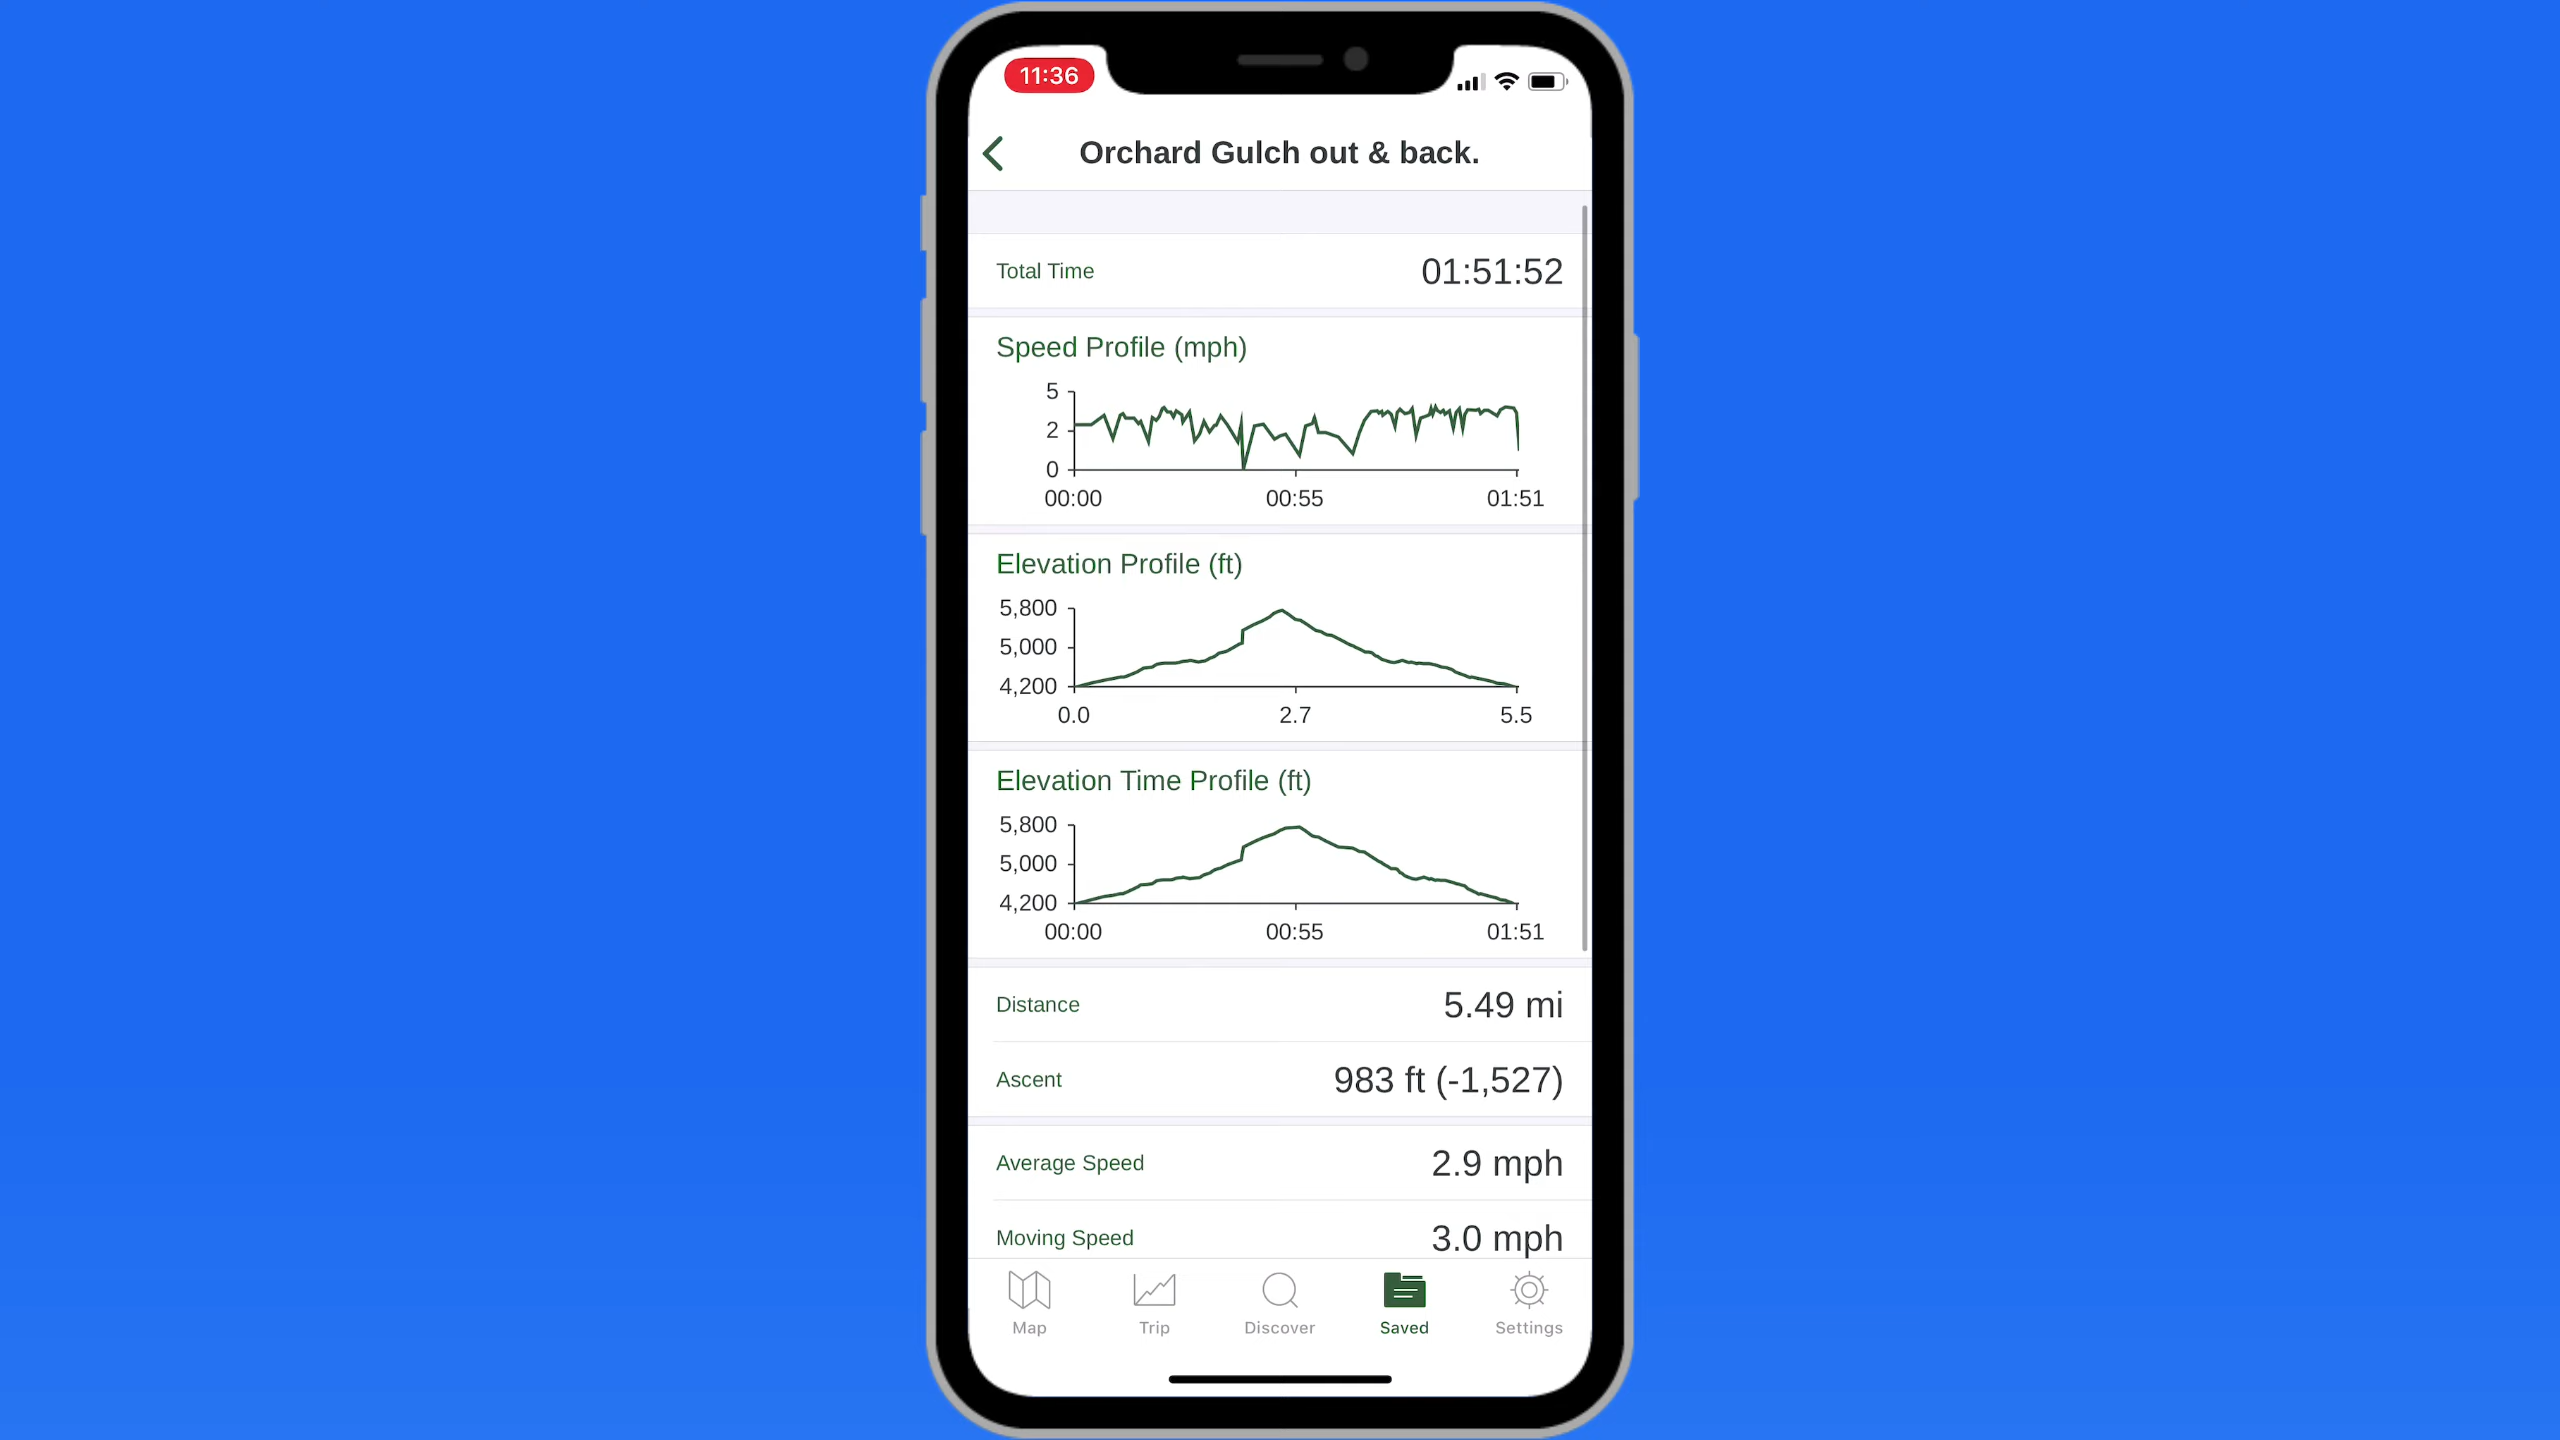 11:36
Orchard Gulch out & back.
Total Time 01:51:52
Speed Profile (mph)
5
2
0
00:00 00:55 01:51
Elevation Profile (ft)
5,800
5,000
4,200
0.0 2.7 5.5
Elevation Time Profile (ft)
5,800
5,000
4,200
00:00 00:55 01:51
Distance 5.49 mi
Ascent 983 ft (-1,527)
Average Speed 2.9 mph
Moving Speed 3.0 mph
Map Trip Discover Saved Settings